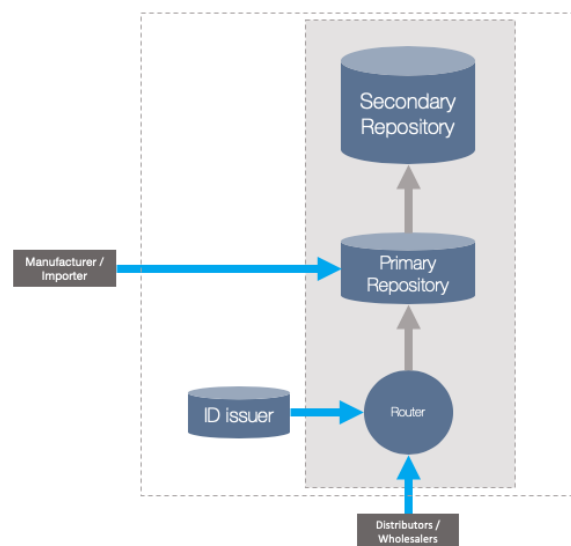 Secondary
Repository
Manufacturer /
Importer
Primary
Repository
ID issuer
Router
Distributors /
Wholesalers